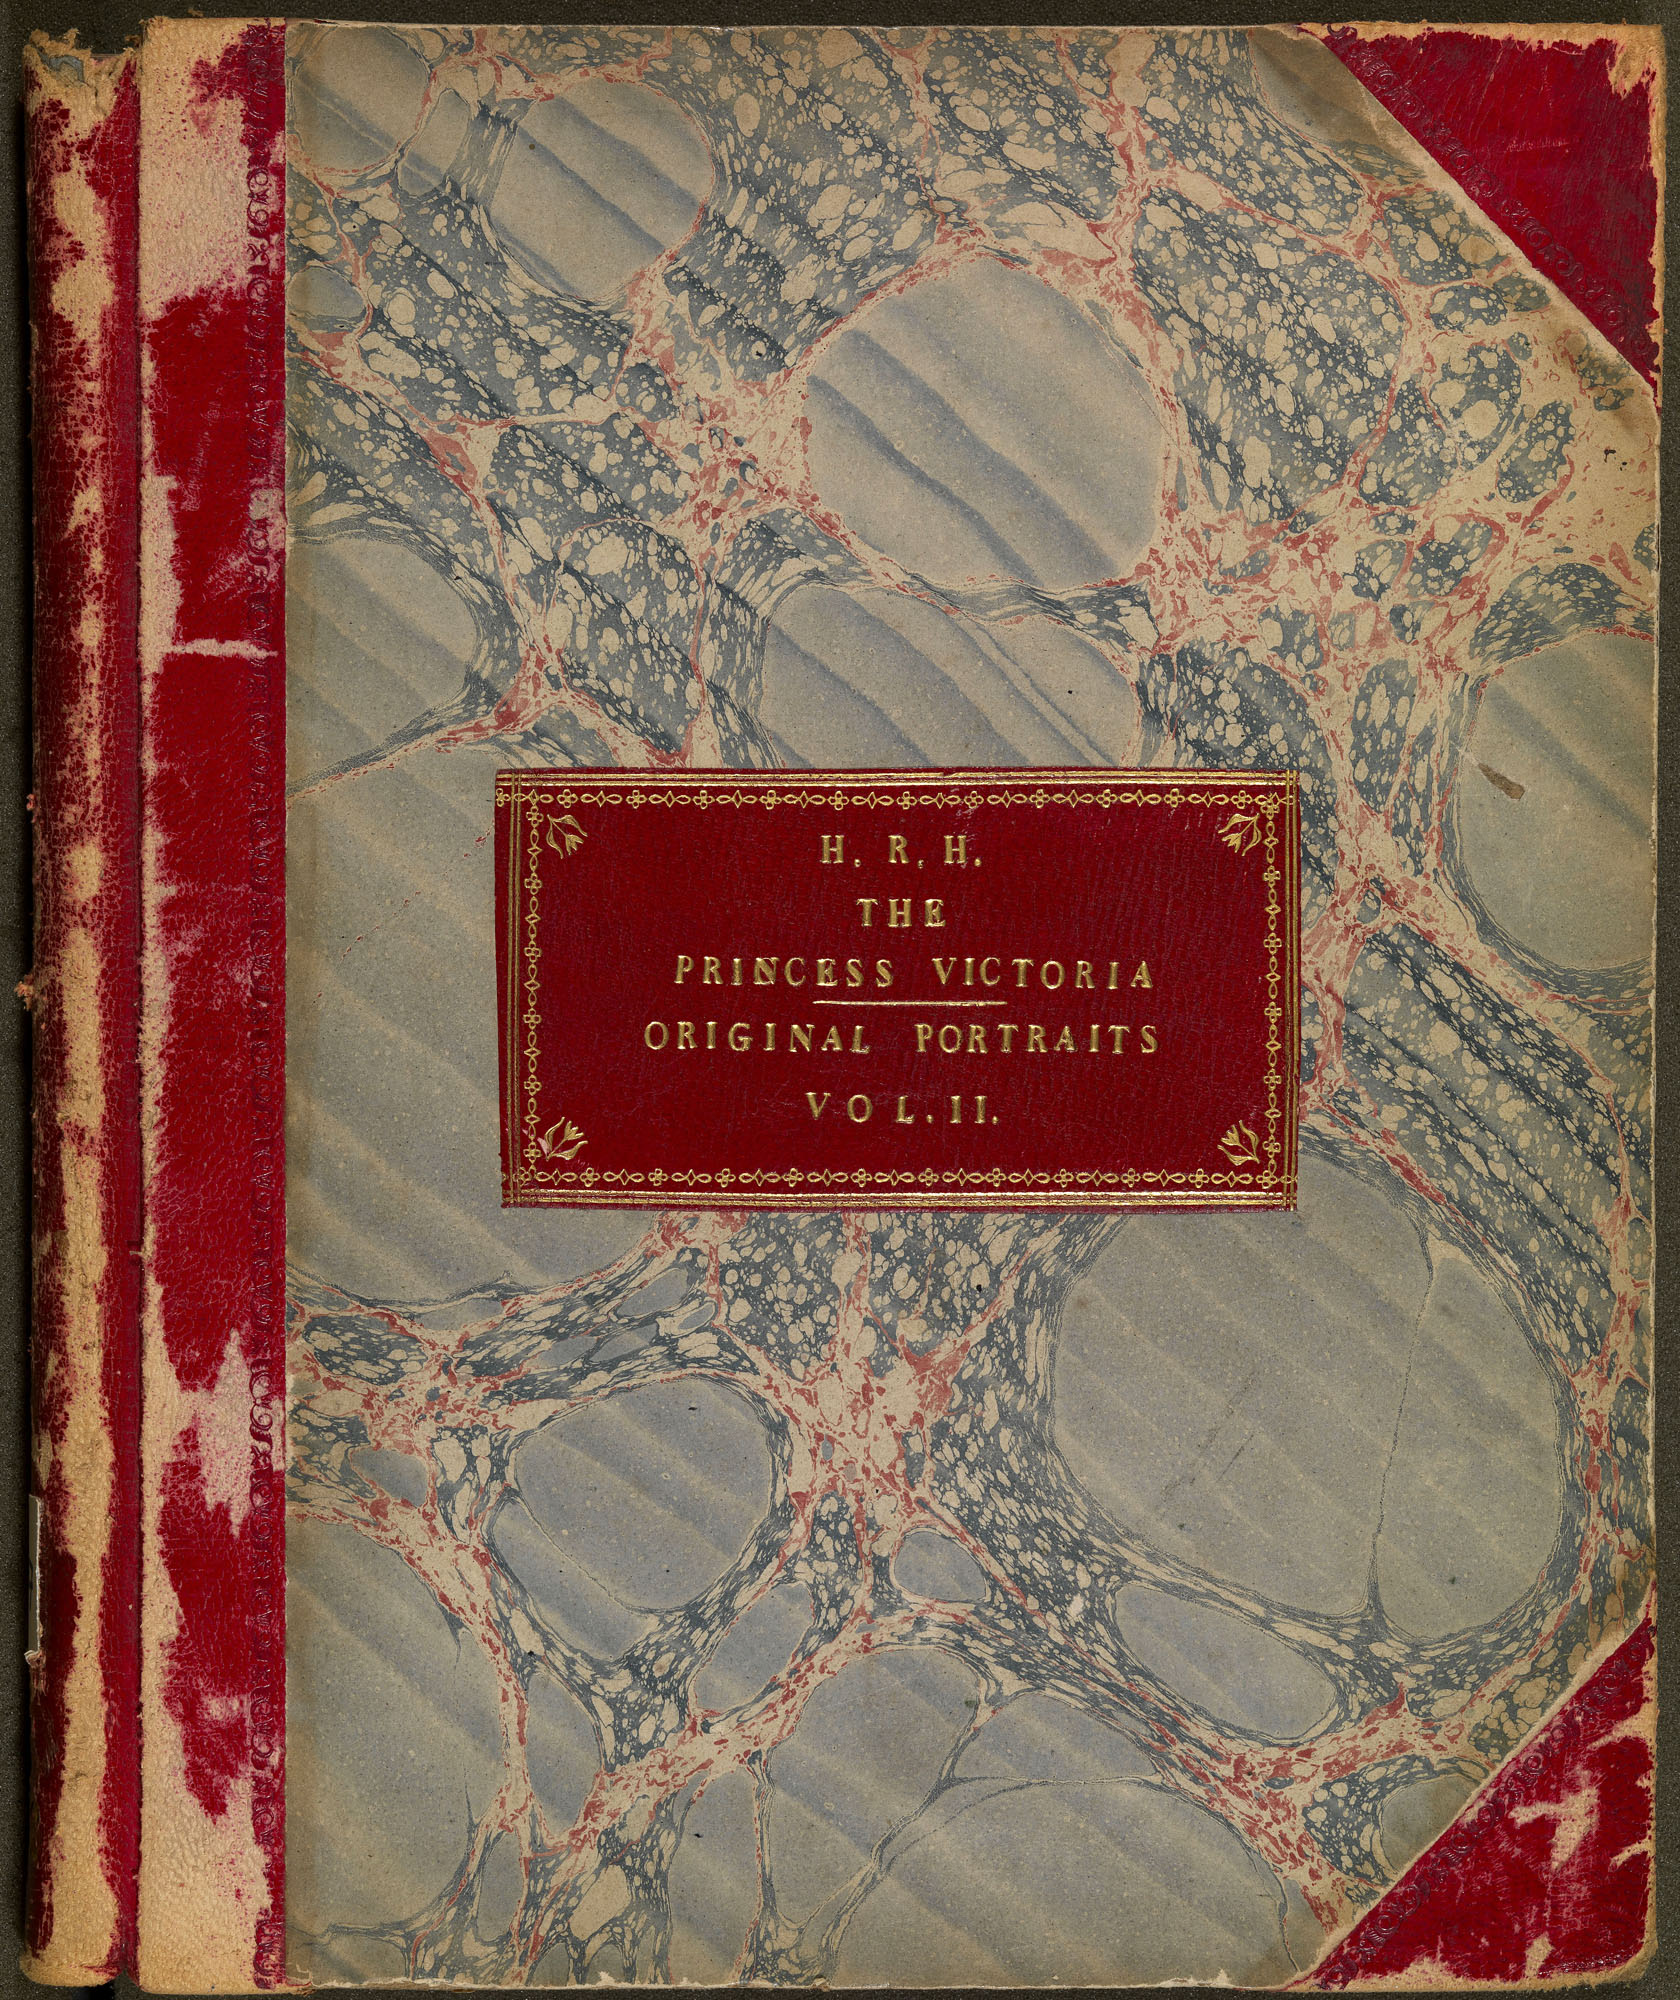 H. R. H.
THE
PRINCESS VICTORIA
ORIGINAL PORTRAITS
VOL. II.